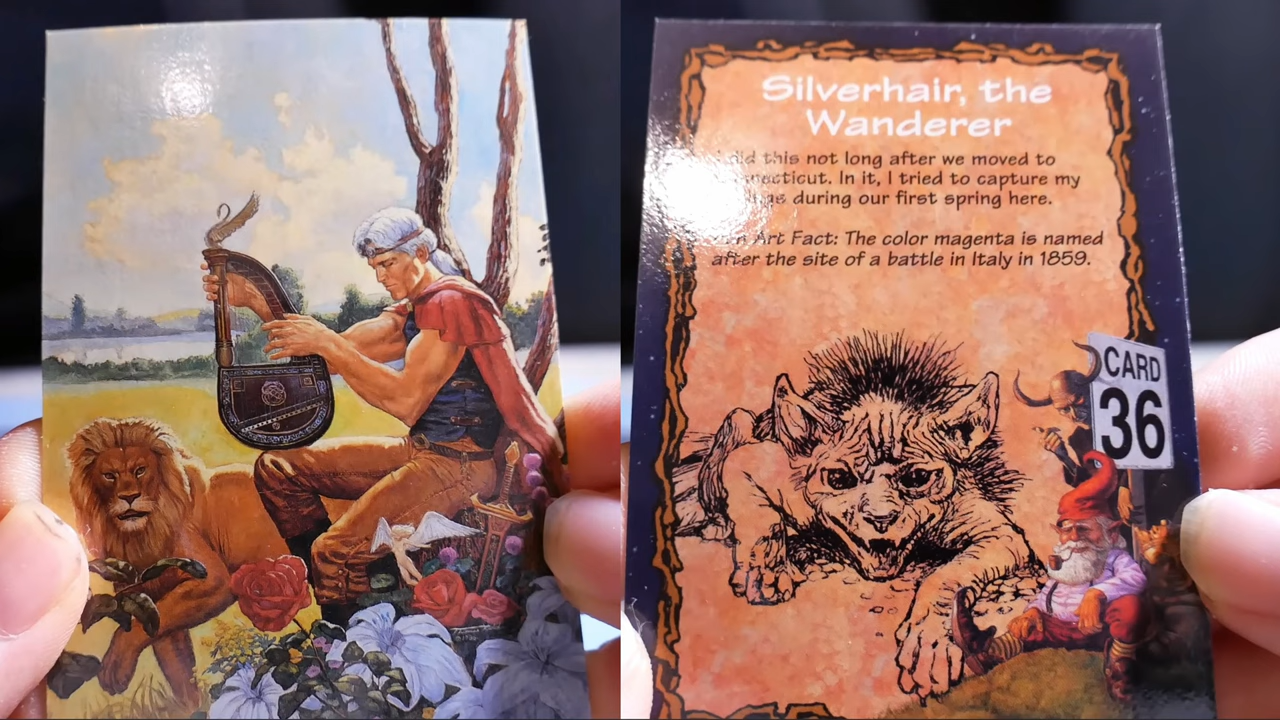 Silverhair, the
Wanderer
did this not long after we moved to
In it, I tried to capture my
during our first spring here.
Art Fact: The color magenta is named
after the site of a battle in Italy in 1859.
CARD
36